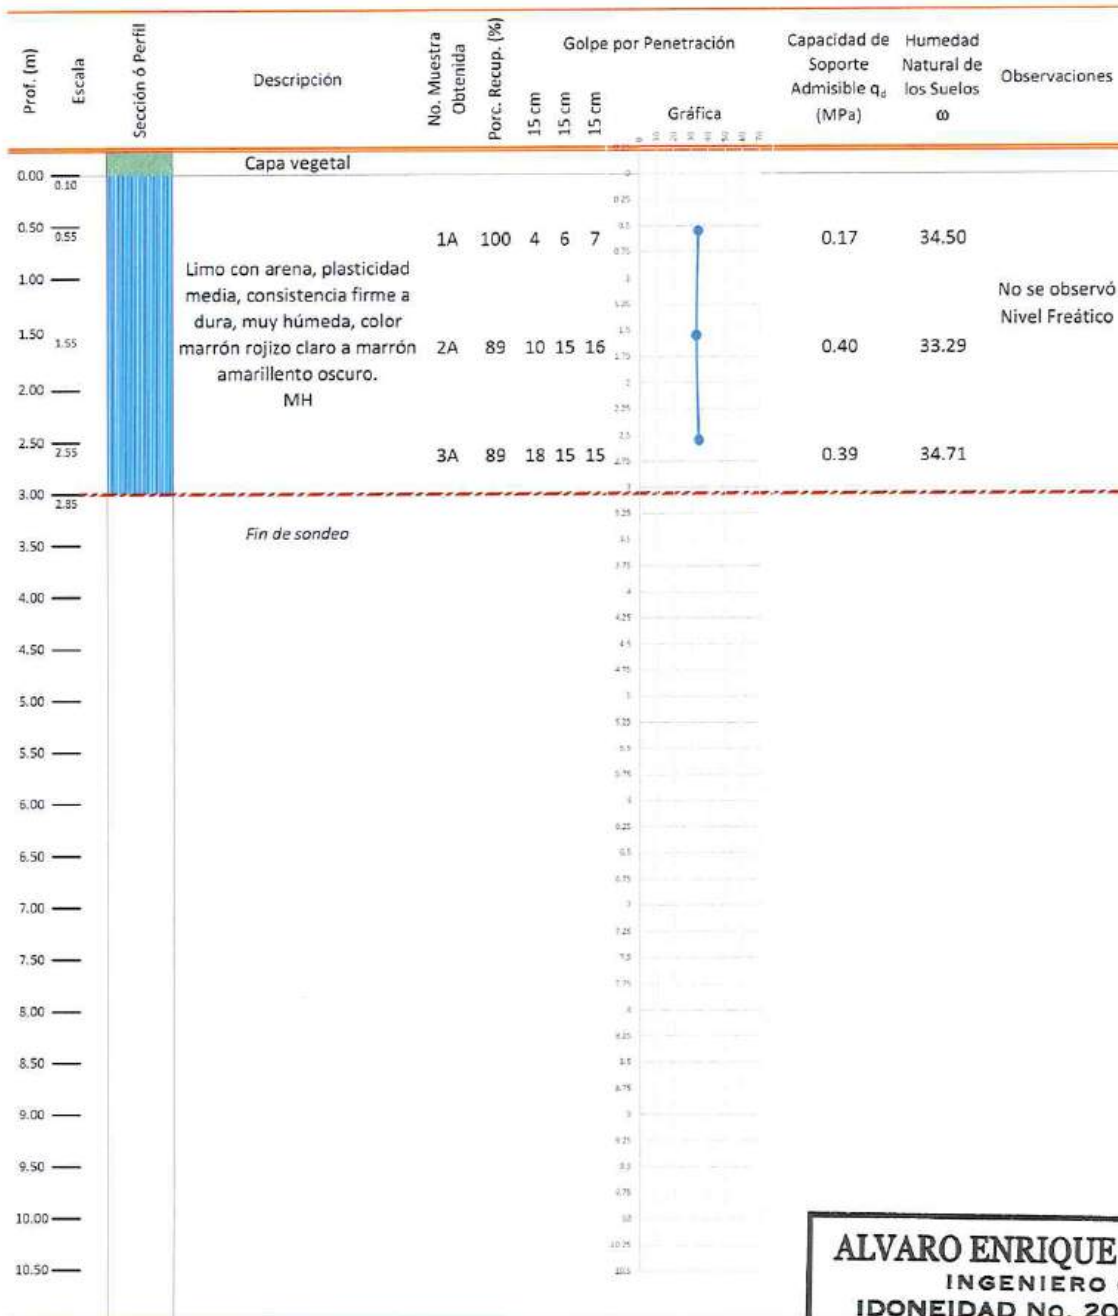 Prof. (m)
Escala
Sección ó Perfil
Descripción
No. Muestra
Obtenida
Porc. Recup. (%)
Golpe por Penetración
15 cm
15 cm
15 cm
Gráfica
Capacidad de
Soporte
Admisible qd
(MPa)
Humedad
Natural de
los Suelos
ω
Observaciones
Capa vegetal
0.00
0.10
0.50
0.55
1A 100 4 6 7 0.17 34.50
1.00
Limo con arena, plasticidad
media, consistencia firme a
dura, muy húmeda, color
marrón rojizo claro a marrón
amarillento oscuro.
MH
No se observó
Nivel Freático
1.50
1.55
2A 89 10 15 16 0.40 33.29
2.00
2.50
2.55
3A 89 18 15 15 0.39 34.71
3.00
2.85
Fin de sondeo
3.50
4.00
4.50
5.00
5.50
6.00
6.50
7.00
7.50
8.00
8.50
9.00
9.50
10.00
10.50
ALVARO ENRIQUE
INGENIERO
IDONEIDAD No. 20